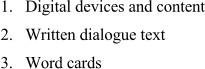 1. Digital devices and content
2. Written dialogue text
3. Word cards